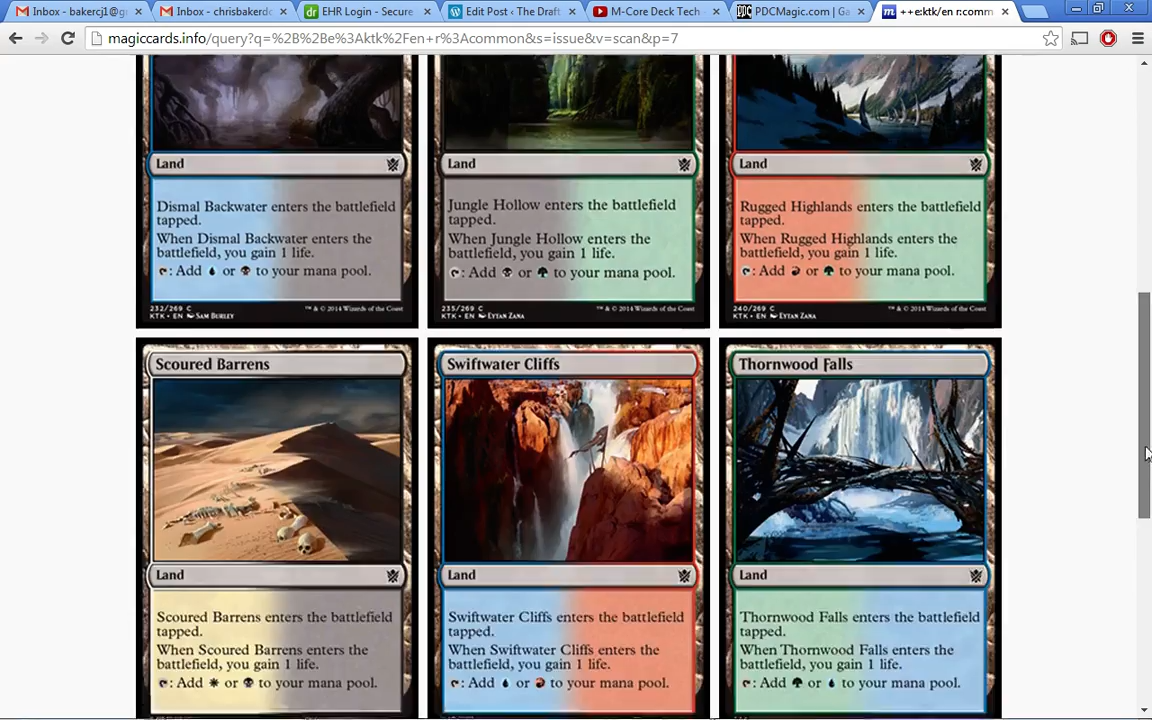 Inbox - bakercj1@g
Inbox - chrisbakerdc
EHR Login - Secure
Edit Post ‹ The Draft
M-Core Deck Tech -
PDCMagic.com | Ga
++e:ktk/en r:comm
magiccards.info/query?q=%2B%2Be%3Aktk%2Fen+r%3Acommon&s=issue&v=scan&p=7
Land
Dismal Backwater enters the battlefield
tapped.
When Dismal Backwater enters the
battlefield, you gain 1 life.
: Add or to your mana pool.
232/269 C
KTK • EN SAM BURLEY
™ & © 2014 Wizards of the Coast
Land
Jungle Hollow enters the battlefield
tapped.
When Jungle Hollow enters the
battlefield, you gain 1 life.
: Add or to your mana pool.
235/269 C
KTK • EN EYTAN ZANA
™ & © 2014 Wizards of the Coast
Land
Rugged Highlands enters the battlefield
tapped.
When Rugged Highlands enters the
battlefield, you gain 1 life.
: Add or to your mana pool.
240/269 C
KTK • EN EYTAN ZANA
™ & © 2014 Wizards of the Coast
Scoured Barrens
Land
Scoured Barrens enters the battlefield
tapped.
When Scoured Barrens enters the
battlefield, you gain 1 life.
: Add or to your mana pool.
Swiftwater Cliffs
Land
Swiftwater Cliffs enters the battlefield
tapped.
When Swiftwater Cliffs enters the
battlefield, you gain 1 life.
: Add or to your mana pool.
Thornwood Falls
Land
Thornwood Falls enters the battlefield
tapped.
When Thornwood Falls enters the
battlefield, you gain 1 life.
: Add or to your mana pool.